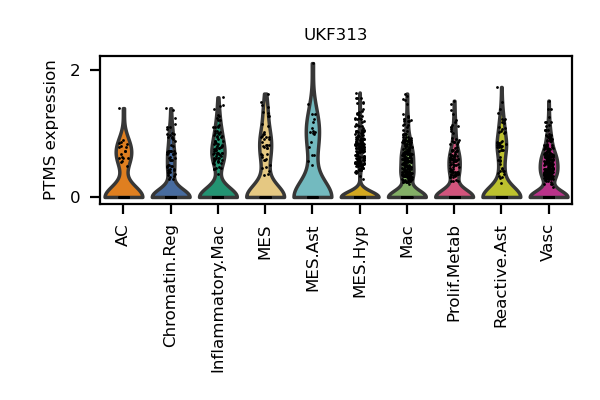 UKF313
PTMS expression
2
0
AC
Chromatin.Reg
Inflammatory.Mac
MES
MES.Ast
MES.Hyp
Mac
Prolif.Metab
Reactive.Ast
Vasc